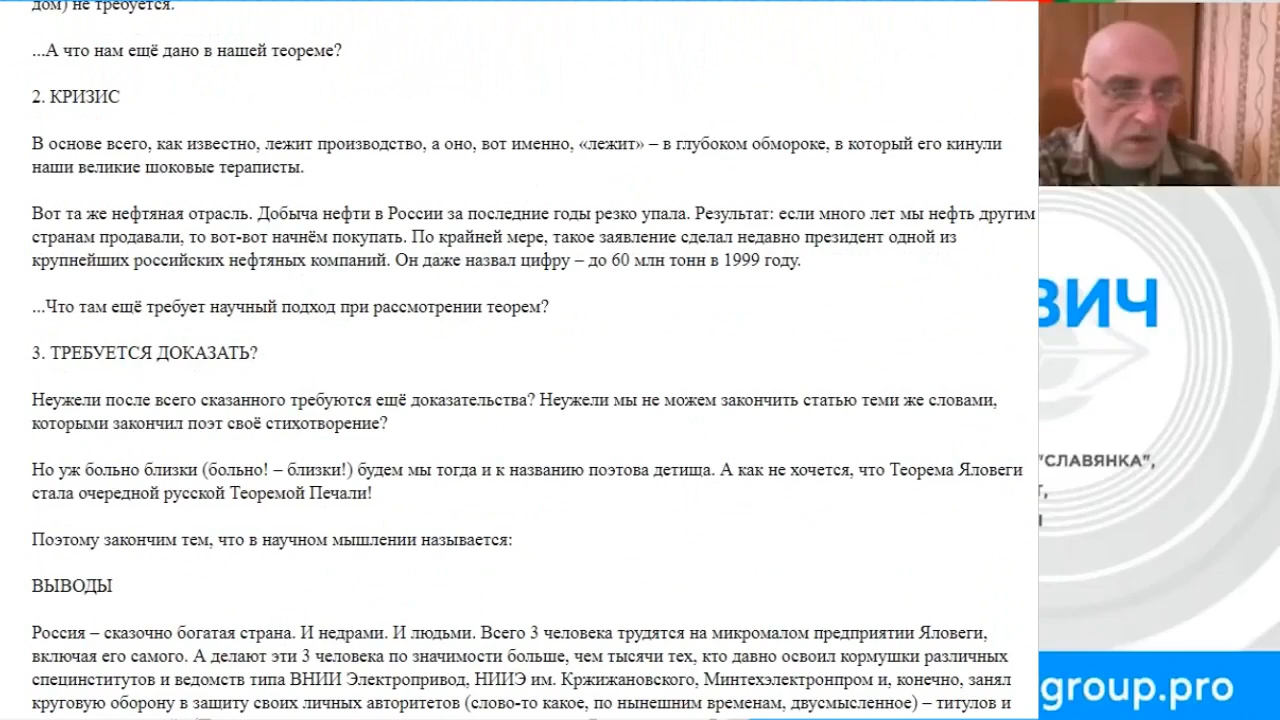 дом) не требуется.
...А что нам ещё дано в нашей теореме?
2. КРИЗИС
В основе всего, как известно, лежит производство, а оно, вот именно, «лежит» – в глубоком обмороке, в который его кинули
наши великие шоковые тераписты.
Вот та же нефтяная отрасль. Добыча нефти в России за последние годы резко упала. Результат: если много лет мы нефть другим
странам продавали, то вот-вот начнём покупать. По крайней мере, такое заявление сделал недавно президент одной из
крупнейших российских нефтяных компаний. Он даже назвал цифру – до 60 млн тонн в 1999 году.
...Что там ещё требует научный подход при рассмотрении теорем?
3. ТРЕБУЕТСЯ ДОКАЗАТЬ?
Неужели после всего сказанного требуются ещё доказательства? Неужели мы не можем закончить статью теми же словами,
которыми закончил поэт своё стихотворение?
Но уж больно близки (больно! – близки!) будем мы тогда и к названию поэтова детища. А как не хочется, что Теорема Яловеги
стала очередной русской Теоремой Печали!
Поэтому закончим тем, что в научном мышлении называется:
ВЫВОДЫ
Россия – сказочно богатая страна. И недрами. И людьми. Всего 3 человека трудятся на микромалом предприятии Яловеги,
включая его самого. А делают эти 3 человека по значимости больше, чем тысячи тех, кто давно освоил кормушки различных
специнститутов и ведомств типа ВНИИ Электропривод, НИИЭ им. Кржижановского, Минтехэлектронпром и, конечно, занял
круговую оборону в защиту своих личных авторитетов (слово-то какое, по нынешним временам, двусмысленное) – титулов и
ВИЧ
"СЛАВЯНКА",
т,
group.pro